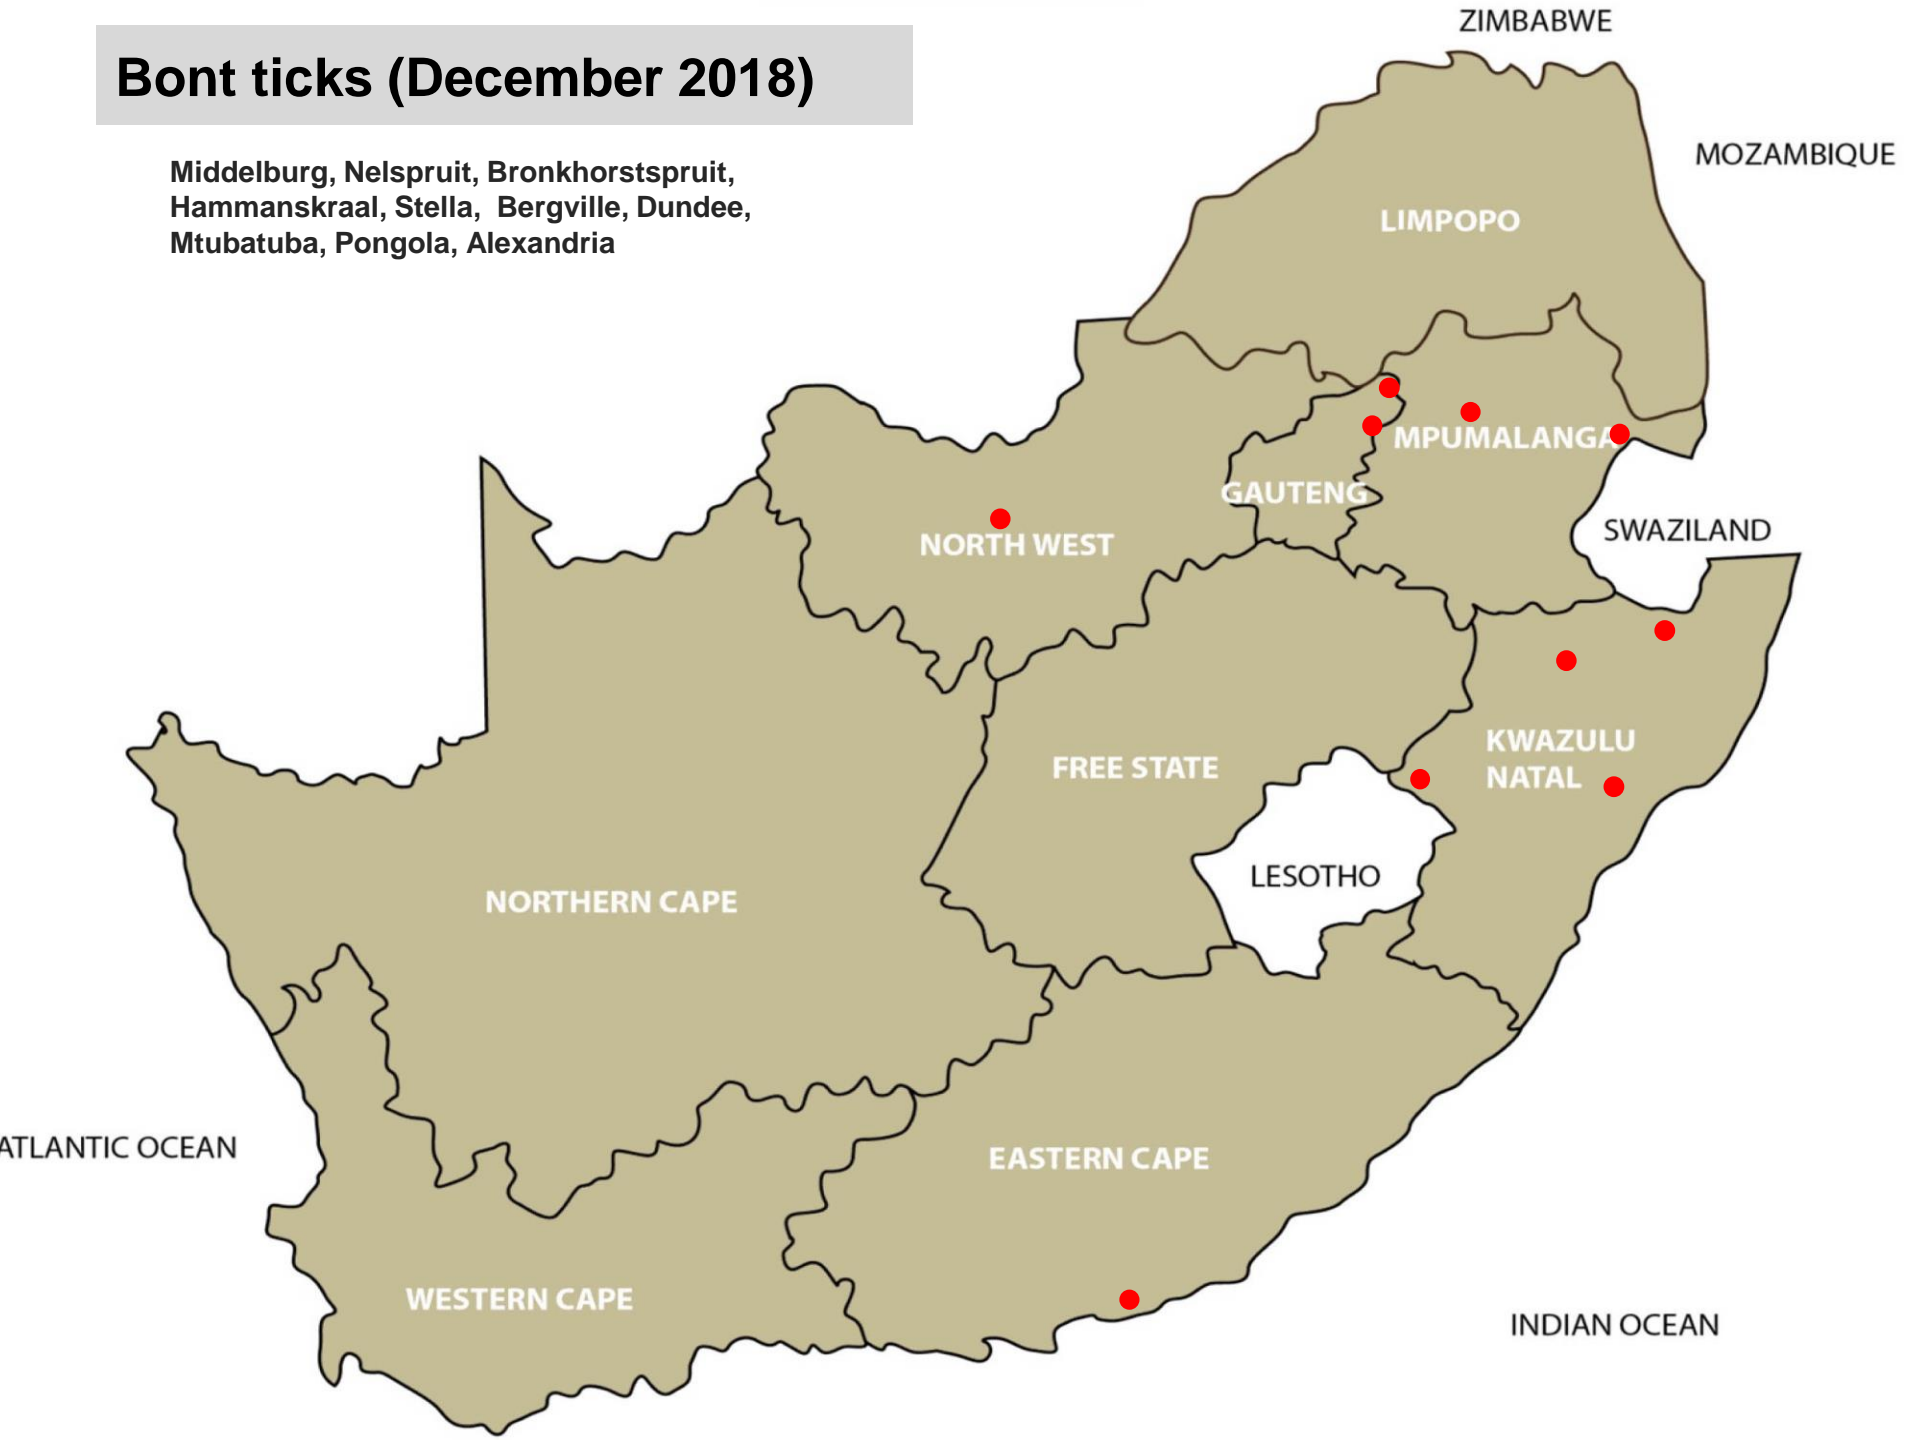 Bont ticks (December 2018)
Middelburg, Nelspruit, Bronkhorstspruit,
Hammanskraal, Stella,  Bergville, Dundee,
Mtubatuba, Pongola, Alexandria
ZIMBABWE
MOZAMBIQUE
LIMPOPO
MPUMALANGA
GAUTENG
SWAZILAND
NORTH WEST
KWAZULU
NATAL
FREE STATE
LESOTHO
NORTHERN CAPE
ATLANTIC OCEAN
EASTERN CAPE
WESTERN CAPE
INDIAN OCEAN